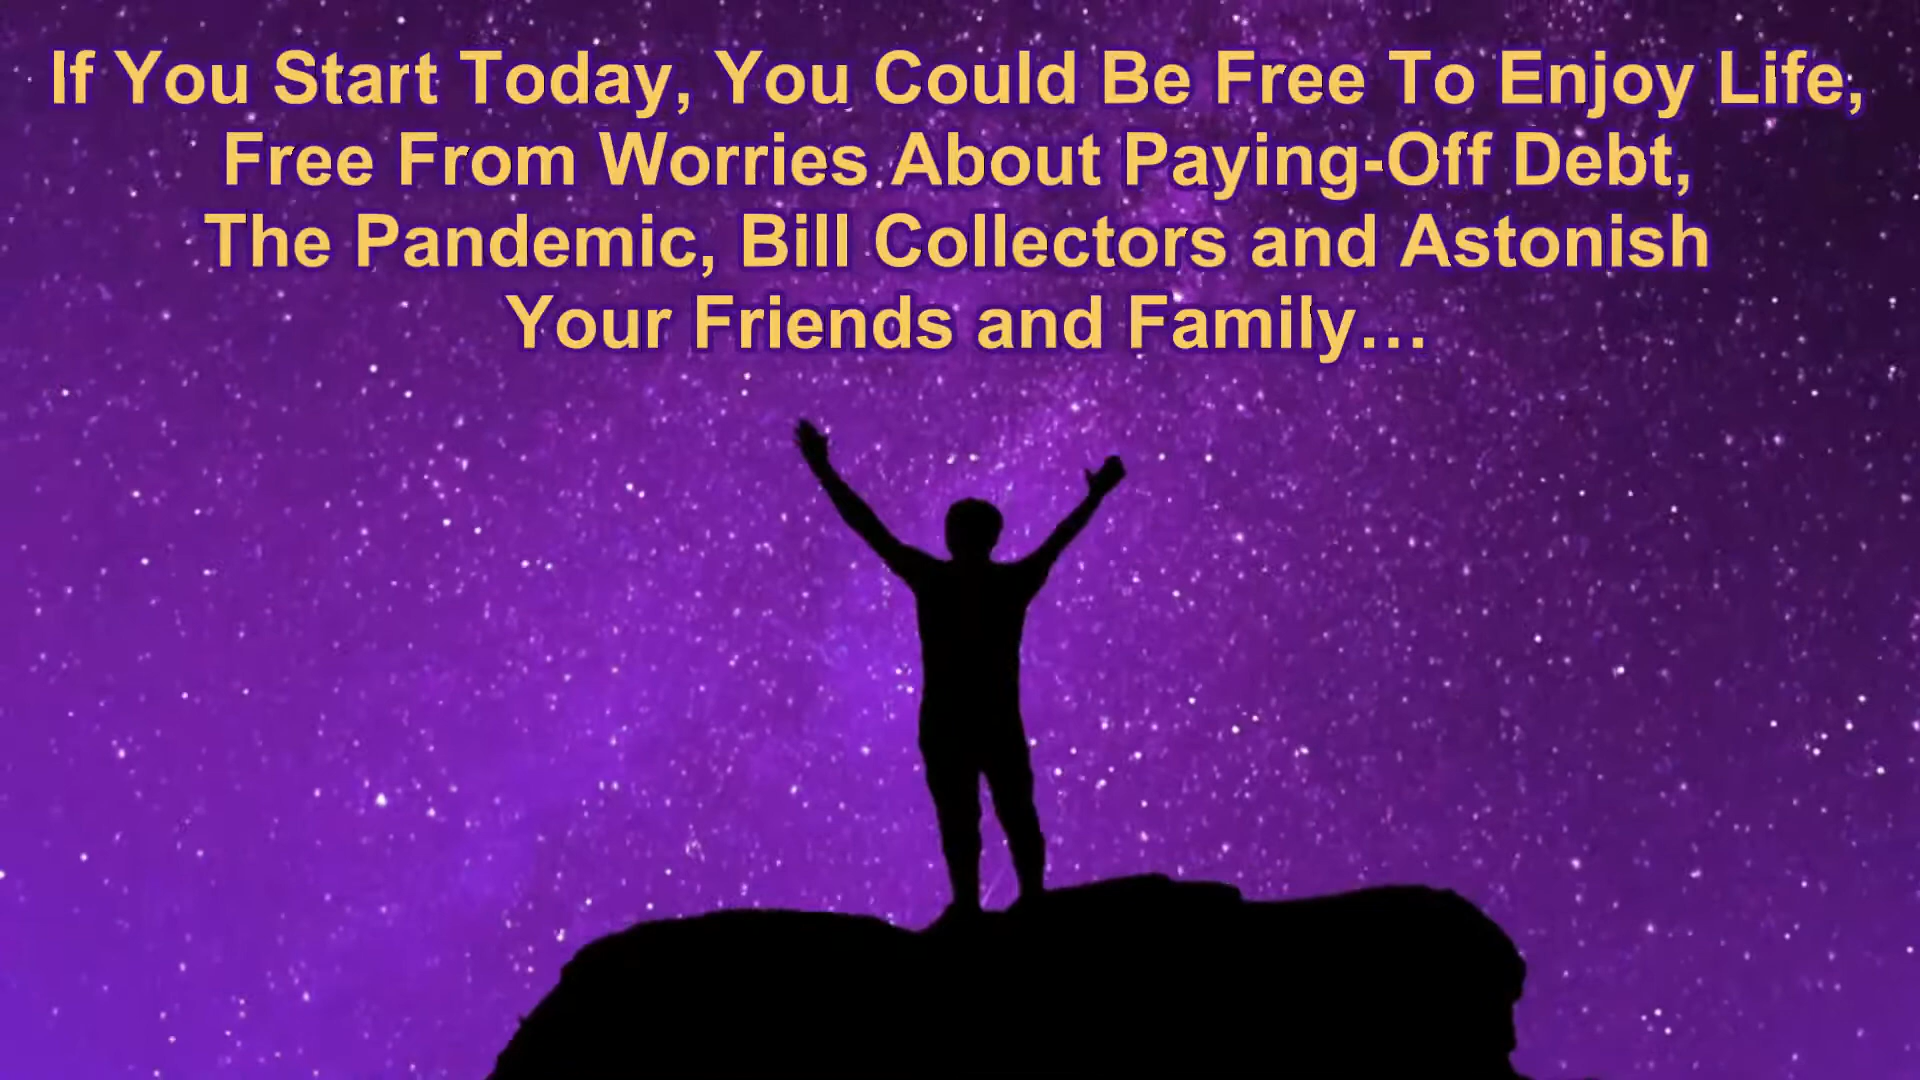 If You Start Today, You Could Be Free To Enjoy Life,
Free From Worries About Paying-Off Debt,
The Pandemic, Bill Collectors and Astonish
Your Friends and Family…